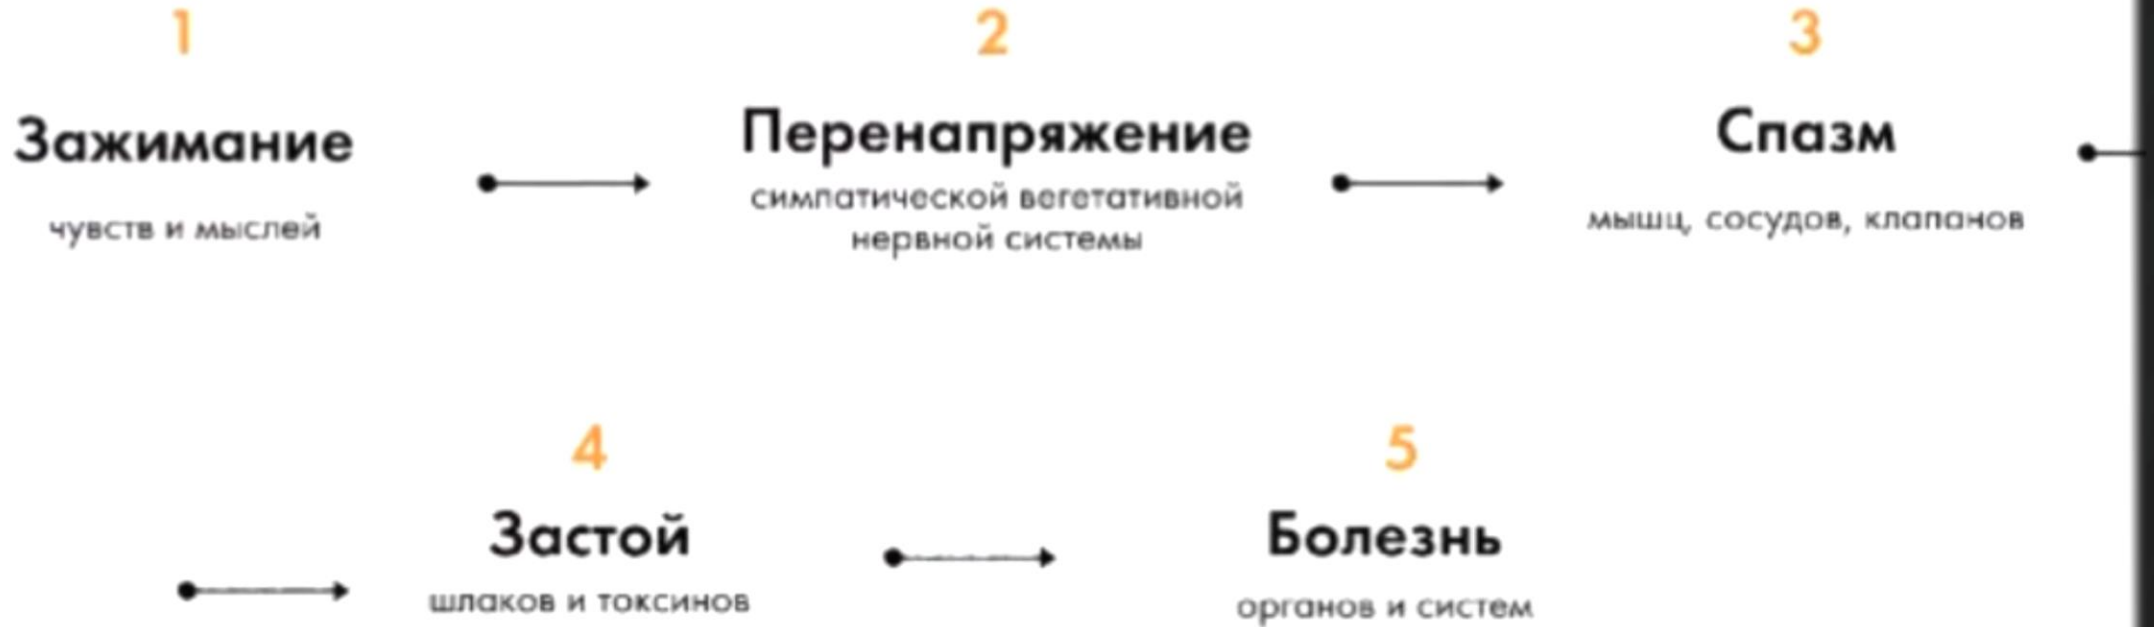 1
Зажимание
чувств и мыслей
2
Перенапряжение
симпатической вегетативной
нервной системы
3
Спазм
мышц, сосудов, клапанов
4
Застой
шлаков и токсинов
5
Болезнь
органов и систем